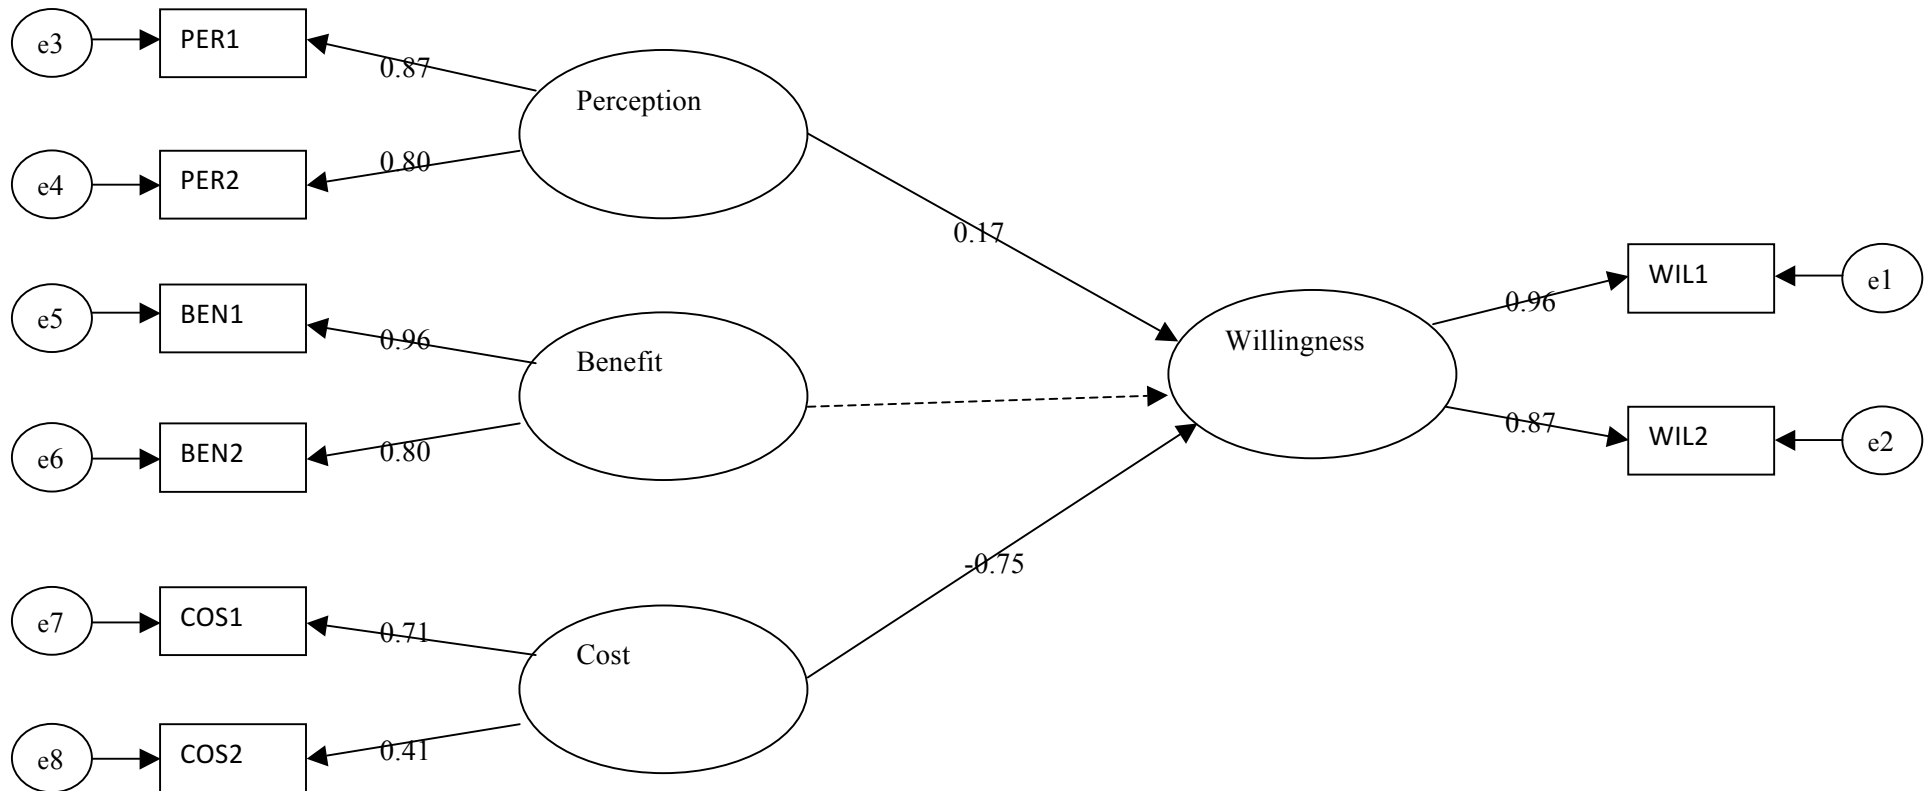 e3
PER1
0.87
Perception
e4
PER2
0.80
0.17
e5
BEN1
0.96
Benefit
e6
BEN2
0.80
Willingness
0.96
WIL1
e1
0.87
WIL2
e2
-0.75
e7
COS1
0.71
Cost
e8
COS2
0.41